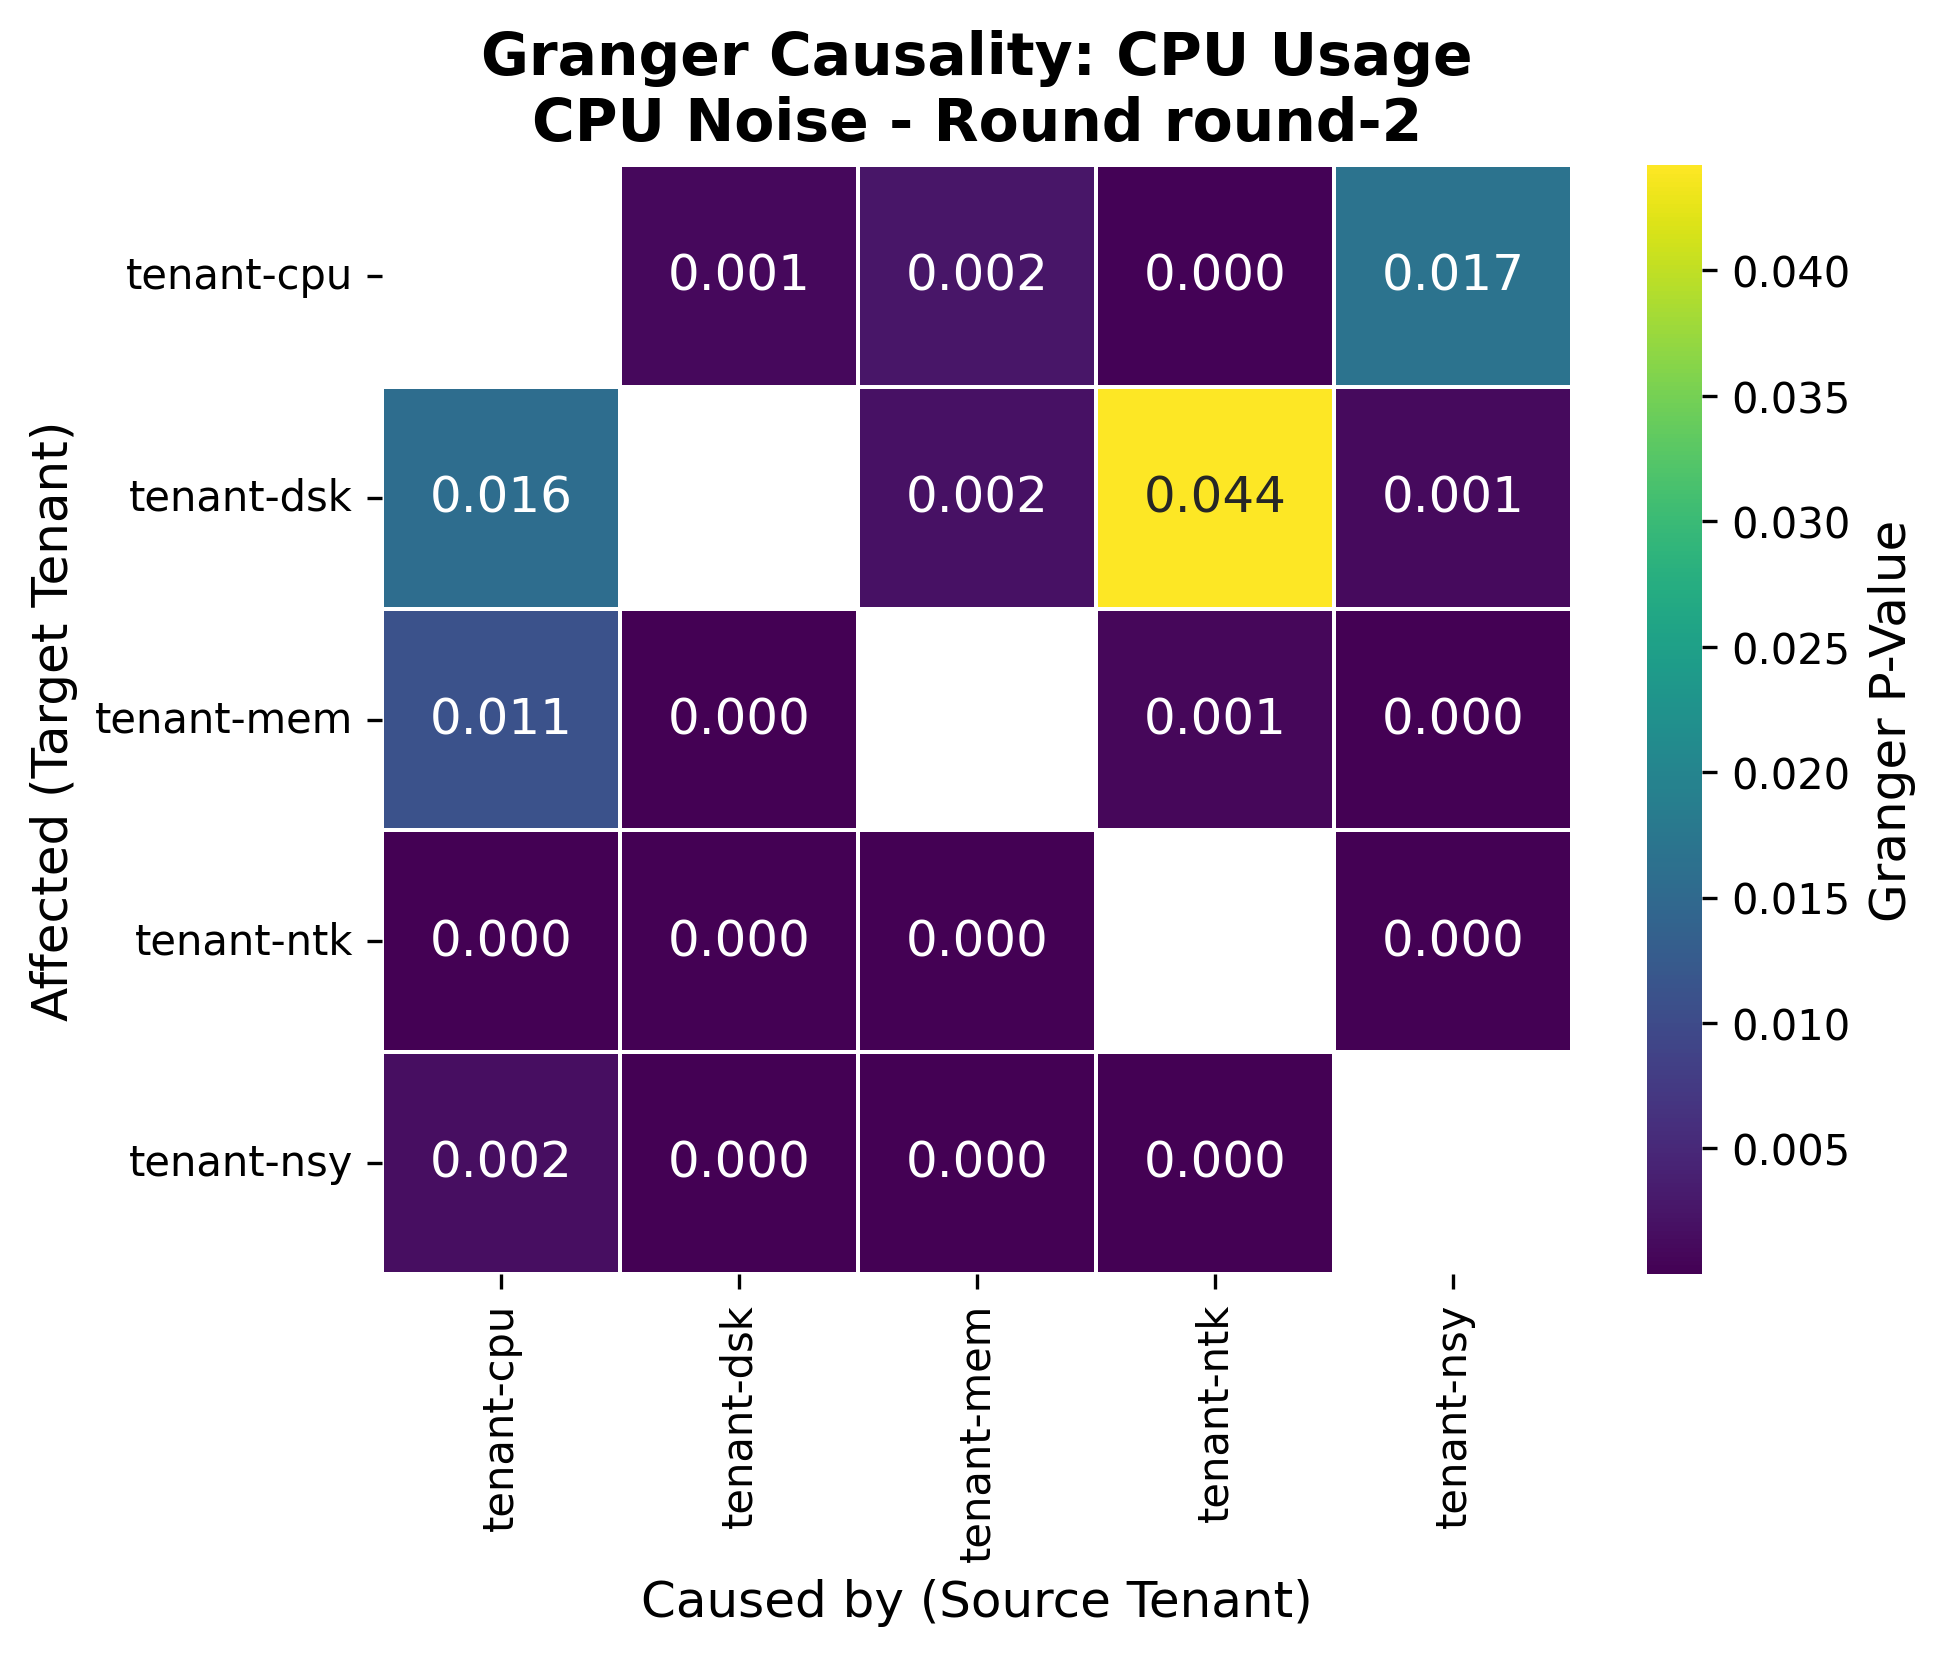 Granger Causality: CPU Usage
CPU Noise - Round round-2
Affected (Target Tenant)
tenant-cpu 0.001 0.002 0.000 0.017
tenant-dsk 0.016 0.002 0.044 0.001
tenant-mem 0.011 0.000 0.001 0.000
tenant-ntk 0.000 0.000 0.000 0.000
tenant-nsy 0.002 0.000 0.000 0.000
tenant-cpu tenant-dsk tenant-mem tenant-ntk tenant-nsy
Caused by (Source Tenant)
0.040
0.035
0.030
0.025
0.020
0.015
0.010
0.005
Granger P-Value